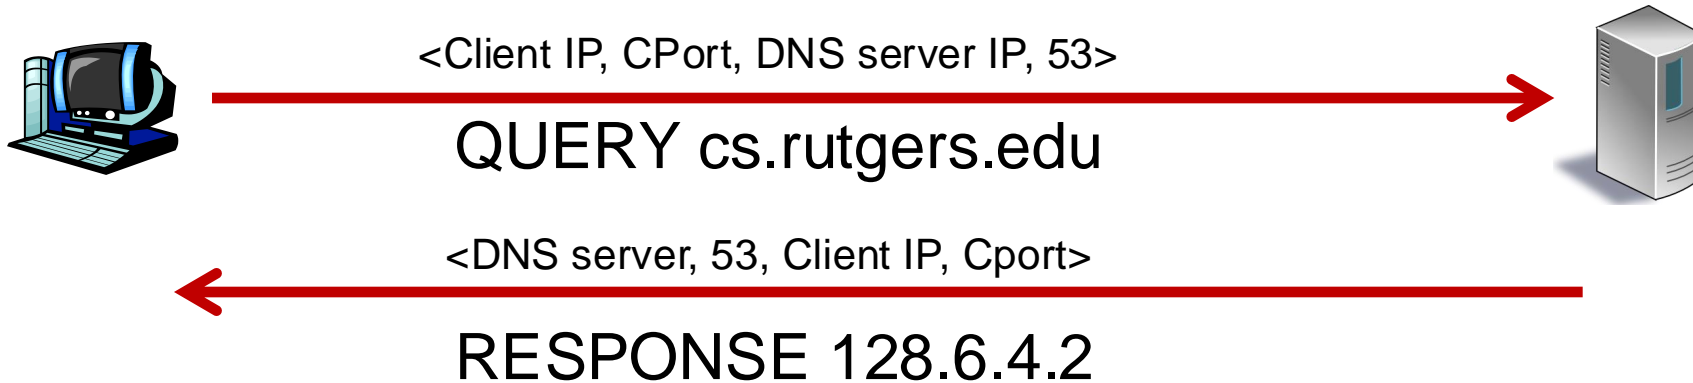 <Client IP, CPort, DNS server IP, 53>
QUERY cs.rutgers.edu
<DNS server, 53, Client IP, Cport>
RESPONSE 128.6.4.2